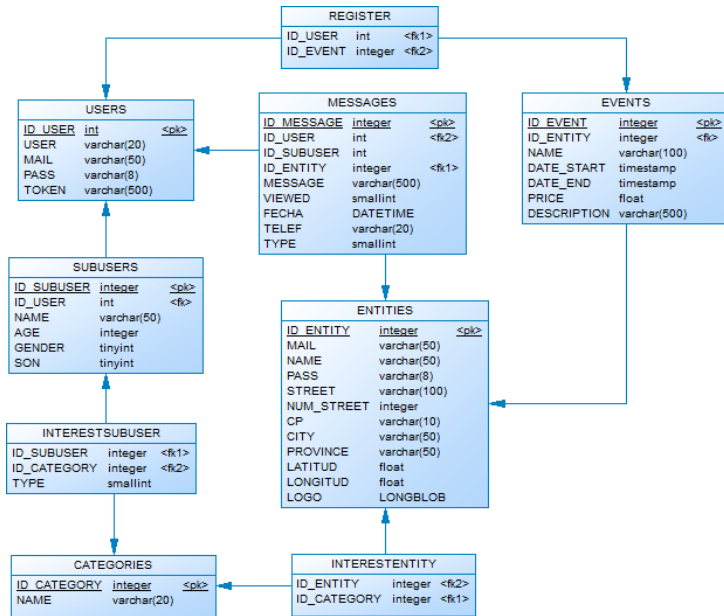 REGISTER
ID_USER int <fk1>
ID_EVENT integer <fk2>
USERS
ID_USER int <pk>
USER varchar(20)
MAIL varchar(50)
PASS varchar(8)
TOKEN varchar(500)
MESSAGES
ID_MESSAGE integer <pk>
ID_USER int <fk2>
ID_SUBUSER int
ID_ENTITY integer <fk1>
MESSAGE varchar(500)
VIEWED smallint
FECHA DATETIME
TELEF varchar(20)
TYPE smallint
EVENTS
ID_EVENT integer <pk>
ID_ENTITY integer <fk>
NAME varchar(100)
DATE_START timestamp
DATE_END timestamp
PRICE float
DESCRIPTION varchar(500)
SUBUSERS
ID_SUBUSER integer <pk>
ID_USER int <fk>
NAME varchar(50)
AGE integer
GENDER tinyint
SON tinyint
ENTITIES
ID_ENTITY integer <pk>
MAIL varchar(50)
NAME varchar(50)
PASS varchar(8)
STREET varchar(100)
NUM_STREET integer
CP varchar(10)
CITY varchar(50)
PROVINCE varchar(50)
LATITUD float
LONGITUD float
LOGO LONGBLOB
INTERESTSUBUSER
ID_SUBUSER integer <fk1>
ID_CATEGORY integer <fk2>
TYPE smallint
CATEGORIES
ID_CATEGORY integer <pk>
NAME varchar(20)
INTERESTENTITY
ID_ENTITY integer <fk2>
ID_CATEGORY integer <fk1>